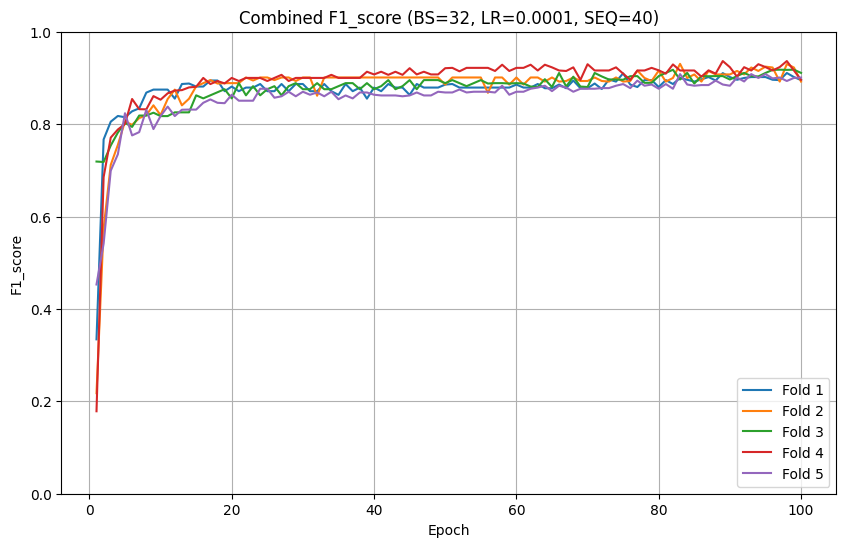 Combined F1_score (BS=32, LR=0.0001, SEQ=40)
1.0
0.8
0.6
0.4
0.2
0.0
F1_score
0 20 40 60 80 100
Epoch
Fold 1
Fold 2
Fold 3
Fold 4
Fold 5